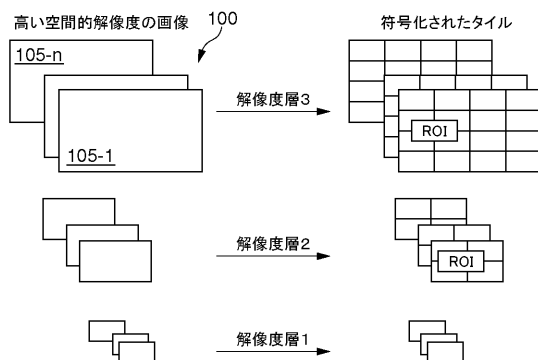 高い空間的解像度の画像
100
符号化されたタイル
105-n
解像度層3
ROI
105-1
解像度層2
ROI
解像度層1